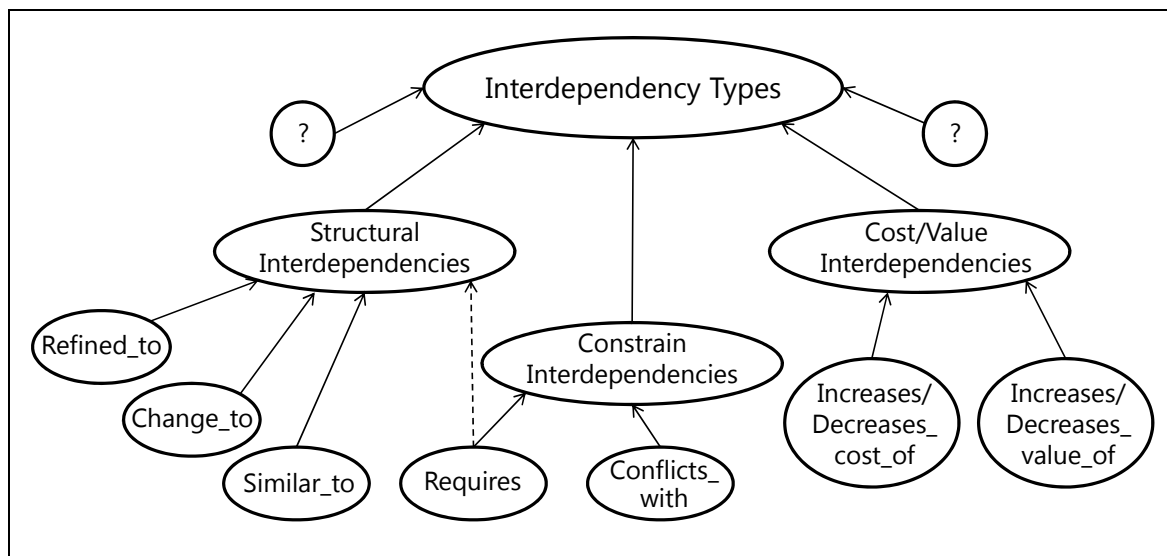 Interdependency Types
?
?
Structural
Interdependencies
Cost/Value
Interdependencies
Refined_to
Constrain
Interdependencies
Change_to
Similar_to
Requires
Conflicts_
with
Increases/
Decreases_
cost_of
Increases/
Decreases_
value_of